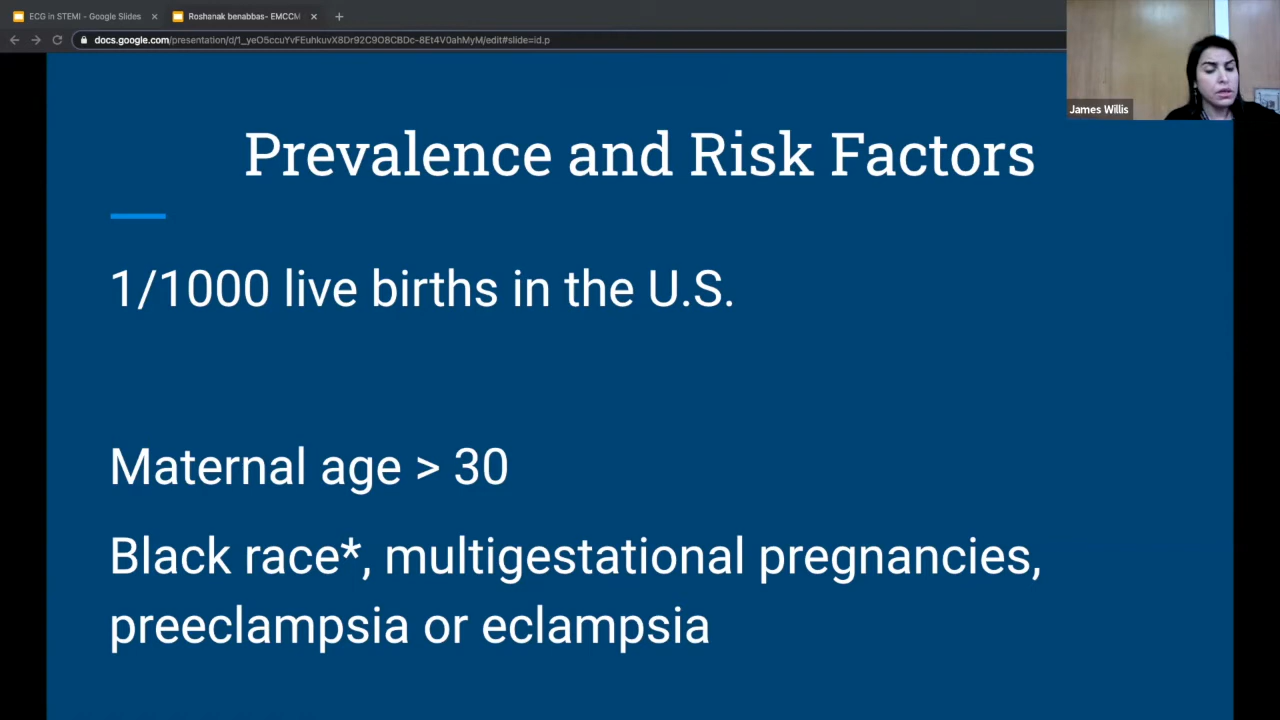 ECG in STEMI - Google Slides
Roshanak benabbas- EMCCM
docs.google.com/presentation/d/1_yeO5ccuYvFEuhkuvX8Dr92C9O8CBDc-8Et4V0ahMyM/edit#slide=id.p
James Willis
Prevalence and Risk Factors
1/1000 live births in the U.S.
Maternal age > 30
Black race*, multigestational pregnancies,
preeclampsia or eclampsia